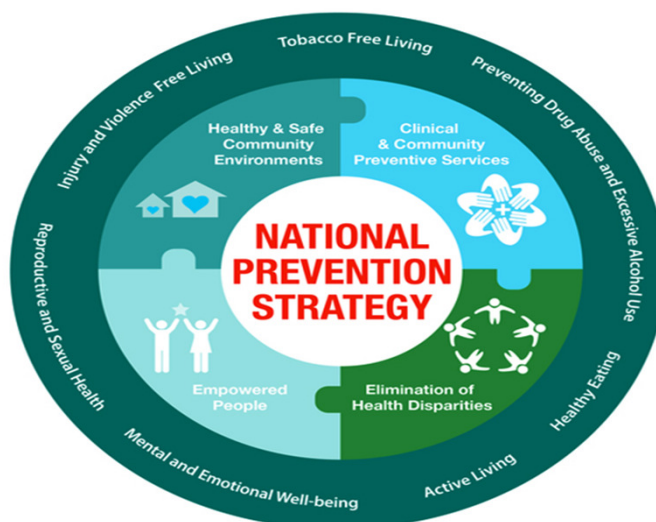 Tobacco Free Living
Preventing Drug Abuse and Excessive Alcohol Use
Healthy Eating
Active Living
Mental and Emotional Well-being
Reproductive and Sexual Health
Injury and Violence Free Living
Healthy & Safe
Community
Environments
Clinical
& Community
Preventive Services
NATIONAL
PREVENTION
STRATEGY
Empowered
People
Elimination of
Health Disparities